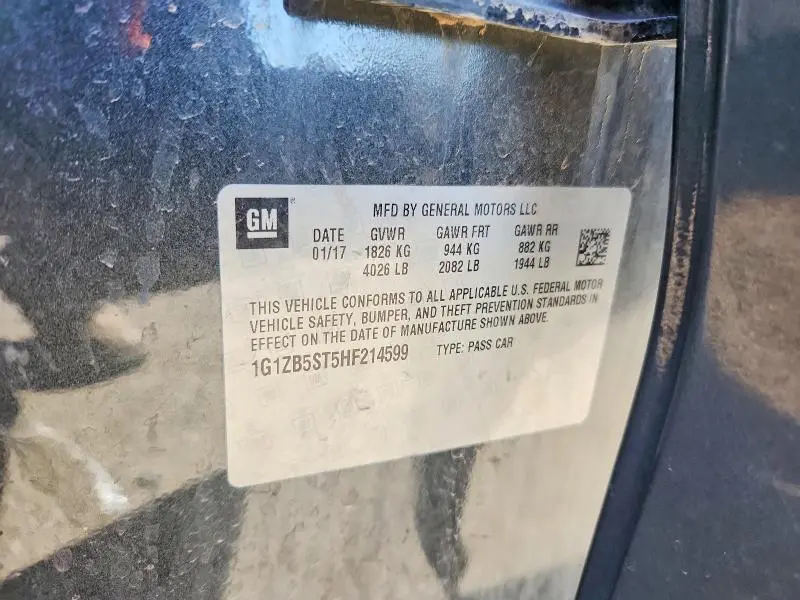 GM
MFD BY GENERAL MOTORS LLC
DATE GVWR GAWR FRT GAWR RR
01/17 1826 KG 944 KG 882 KG
4026 LB 2082 LB 1944 LB
THIS VEHICLE CONFORMS TO ALL APPLICABLE U.S. FEDERAL MOTOR
VEHICLE SAFETY, BUMPER, AND THEFT PREVENTION STANDARDS IN
EFFECT ON THE DATE OF MANUFACTURE SHOWN ABOVE.
1G1ZB5ST5HF214599 TYPE: PASS CAR